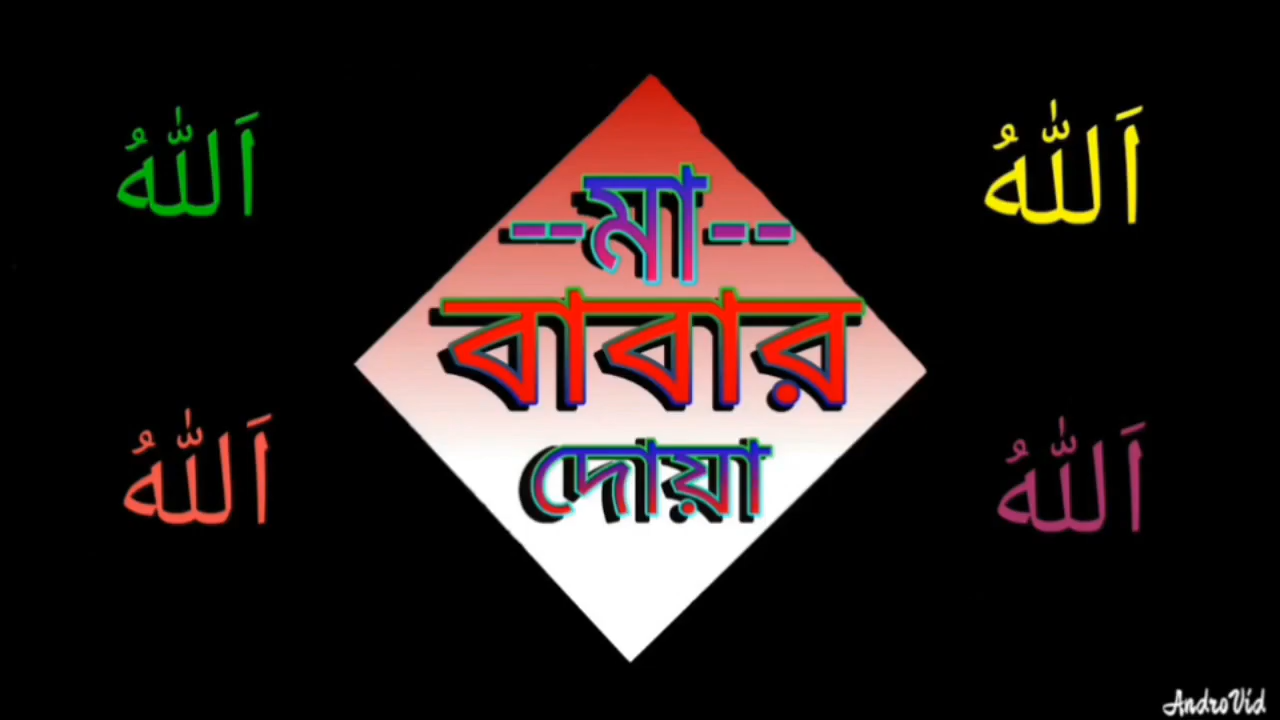 اَللّٰهُ
اَللّٰهُ
--মা--
বাবার
দোয়া
اَللّٰهُ
اَللّٰهُ
AndroVid